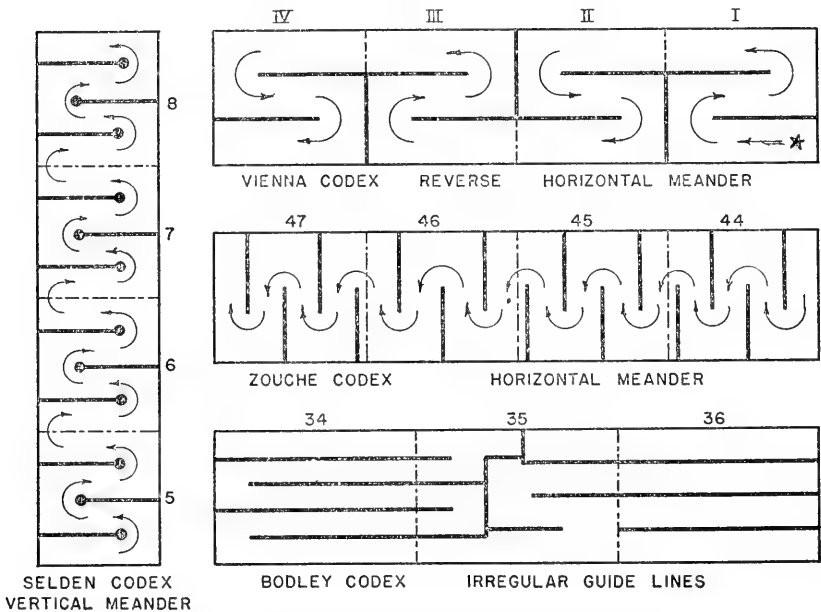 IV III II I
VIENNA CODEX REVERSE HORIZONTAL MEANDER
8
7
6
5
47 46 45 44
ZOUCHE CODEX HORIZONTAL MEANDER
34 35 36
BODLEY CODEX IRREGULAR GUIDE LINES
SELDEN CODEX
VERTICAL MEANDER